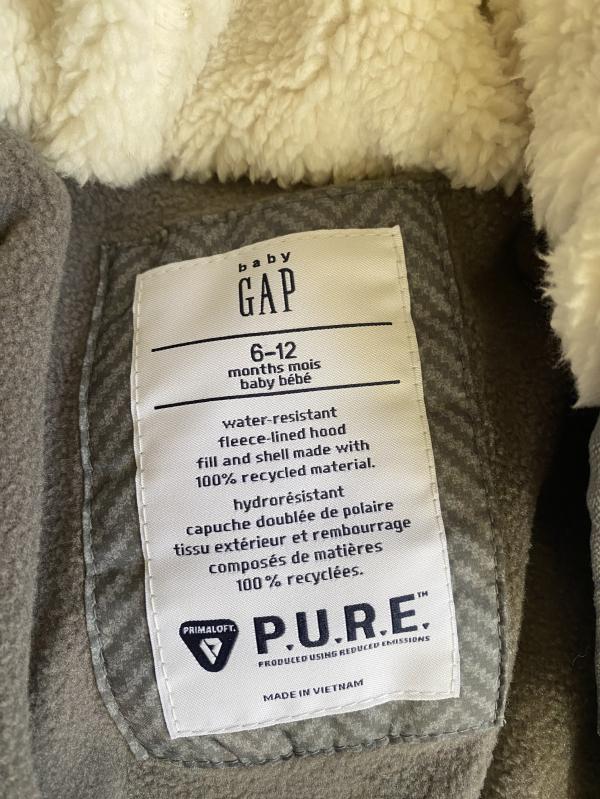 baby
GAP
6-12
months mois
baby bébé
water-resistant
fleece-lined hood
fill and shell made with
100% recycled material.
hydrorésistant
capuche doublée de polaire
tissu extérieur et rembourrage
composés de matières
100 % recyclées.
PRIMALOFT.
P.U.R.E.™
PRODUCED USING REDUCED EMISSIONS
MADE IN VIETNAM